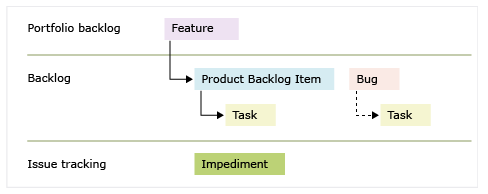 Portfolio backlog
Feature
Backlog
Product Backlog Item
Bug
Task
Task
Issue tracking
Impediment